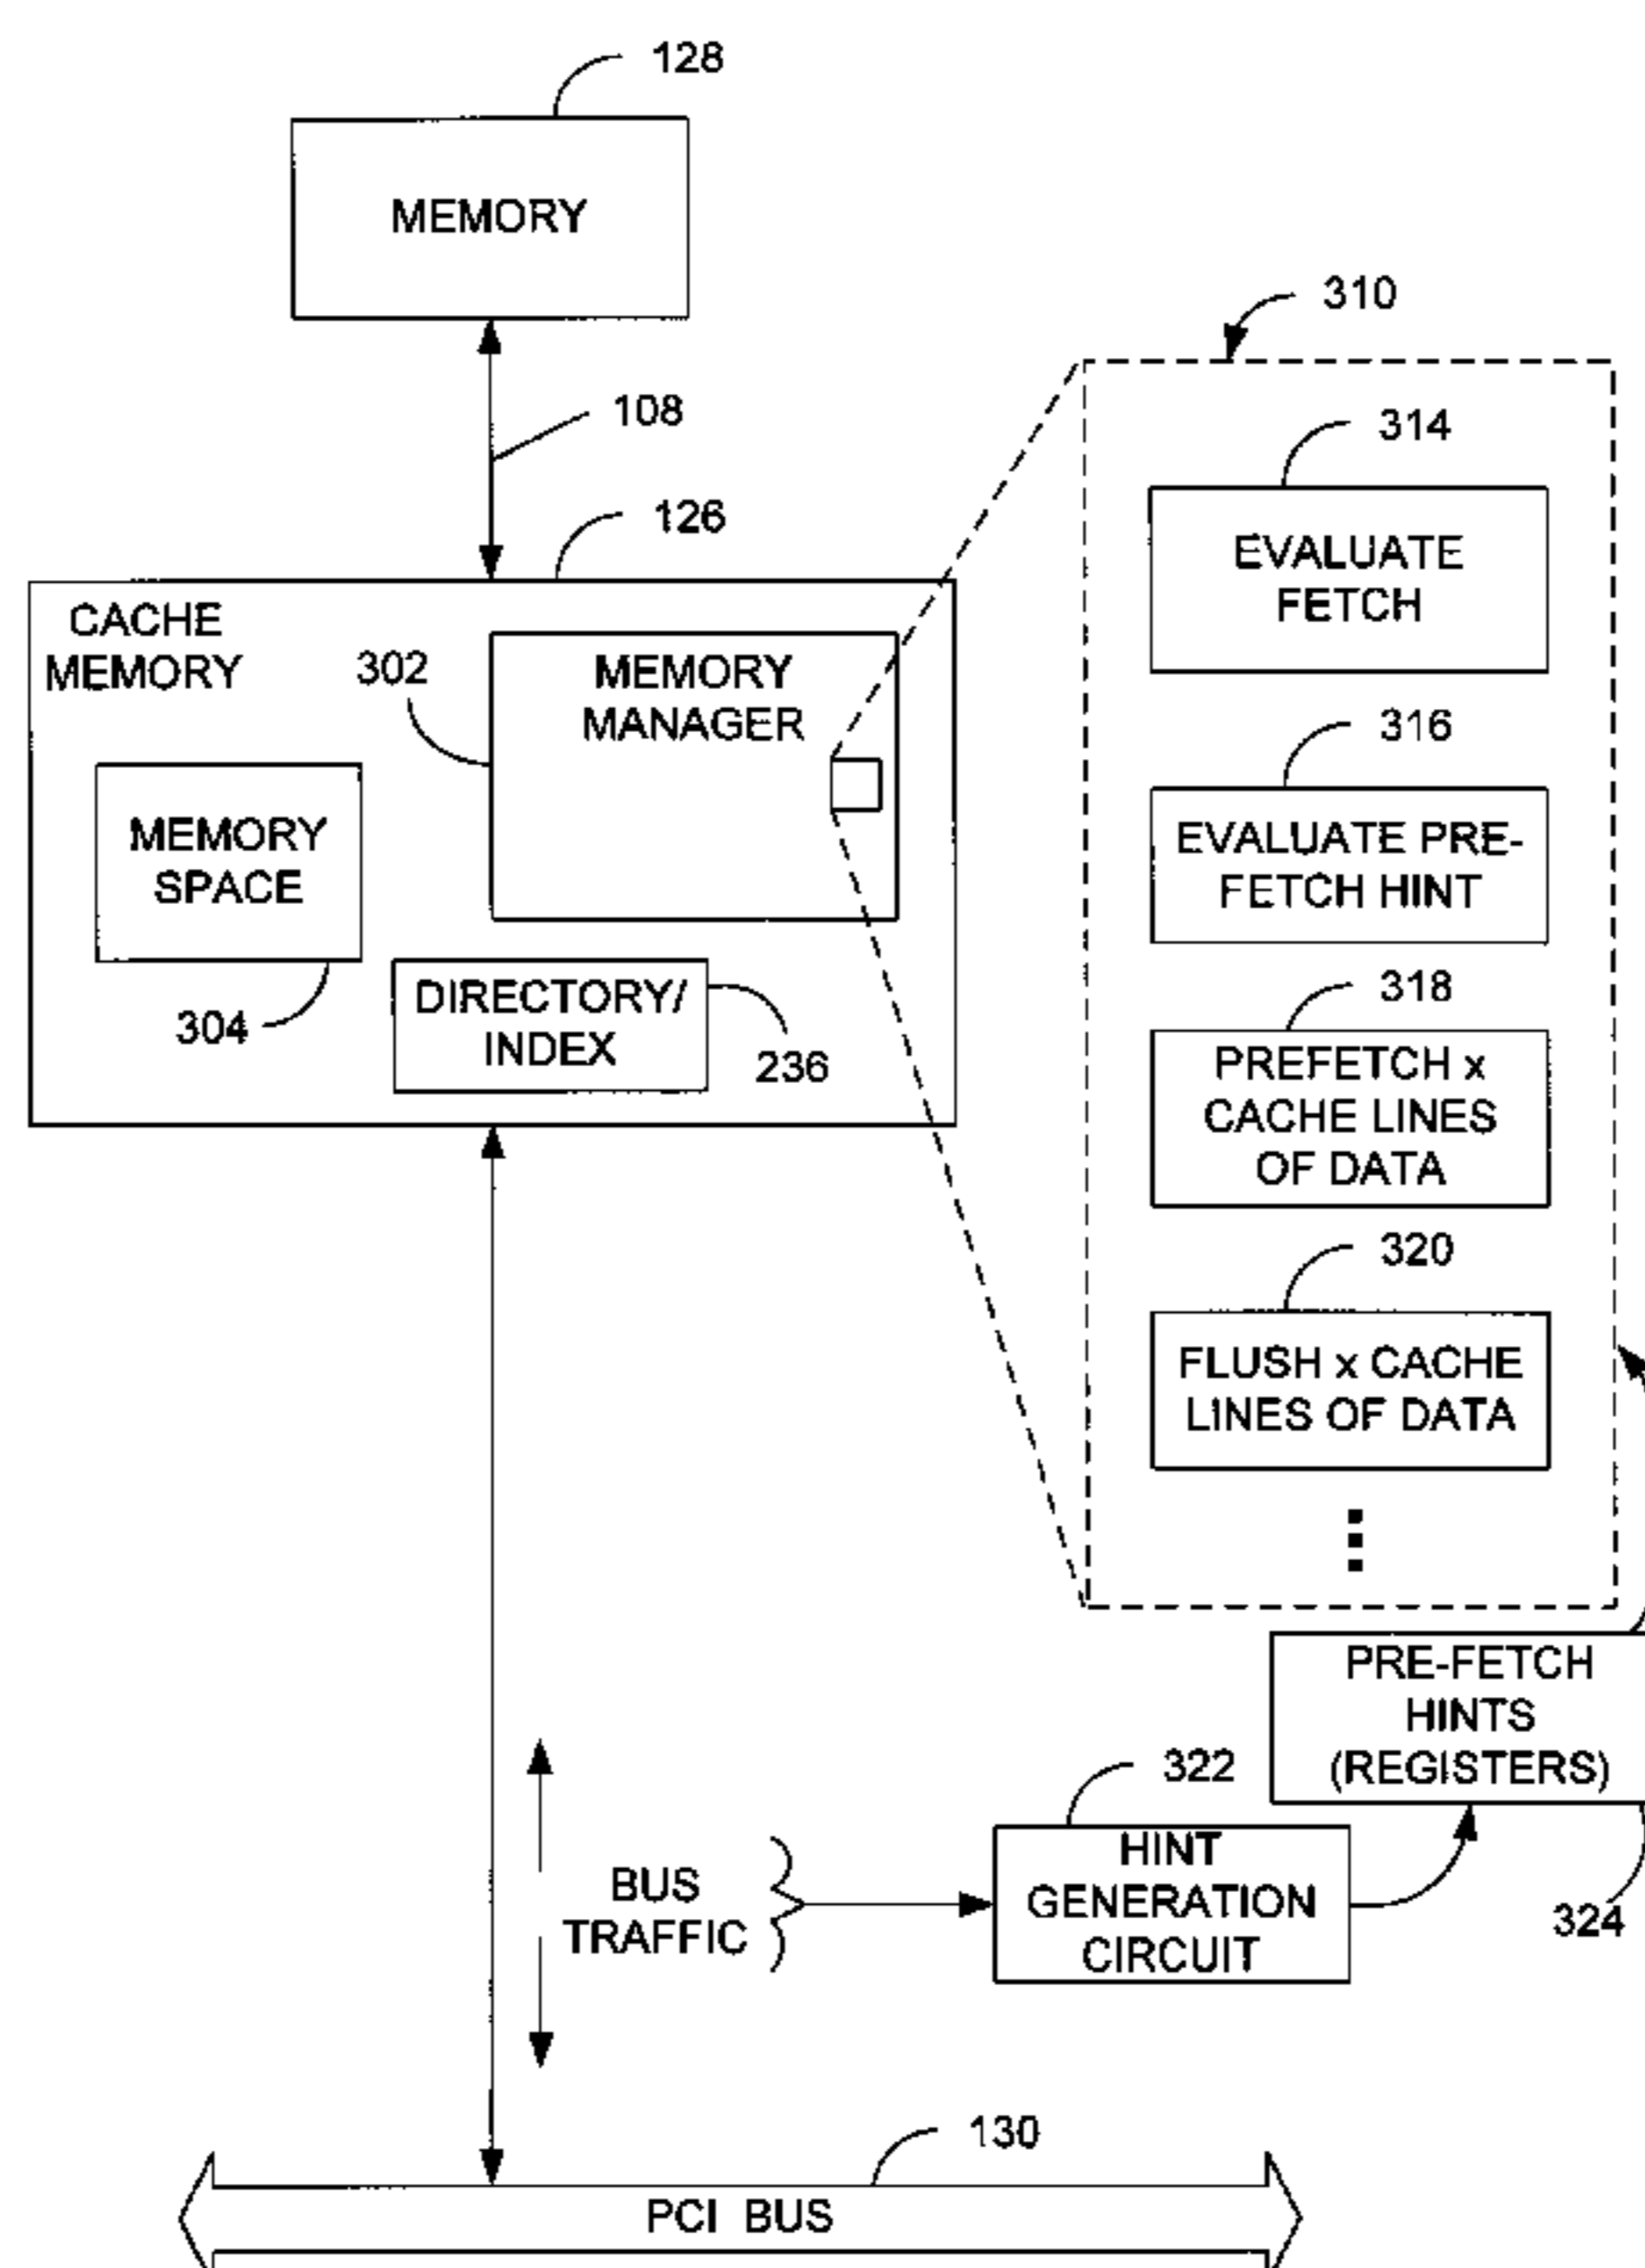 128
MEMORY
310
108
314
126
EVALUATE
FETCH
CACHE
MEMORY
302
MEMORY
MANAGER
316
MEMORY
SPACE
EVALUATE PRE-
FETCH HINT
304
DIRECTORY/
INDEX
236
318
PREFETCH x
CACHE LINES
OF DATA
320
FLUSH x CACHE
LINES OF DATA
PRE-FETCH
HINTS
(REGISTERS)
322
BUS
TRAFFIC
HINT
GENERATION
CIRCUIT
324
130
PCI BUS